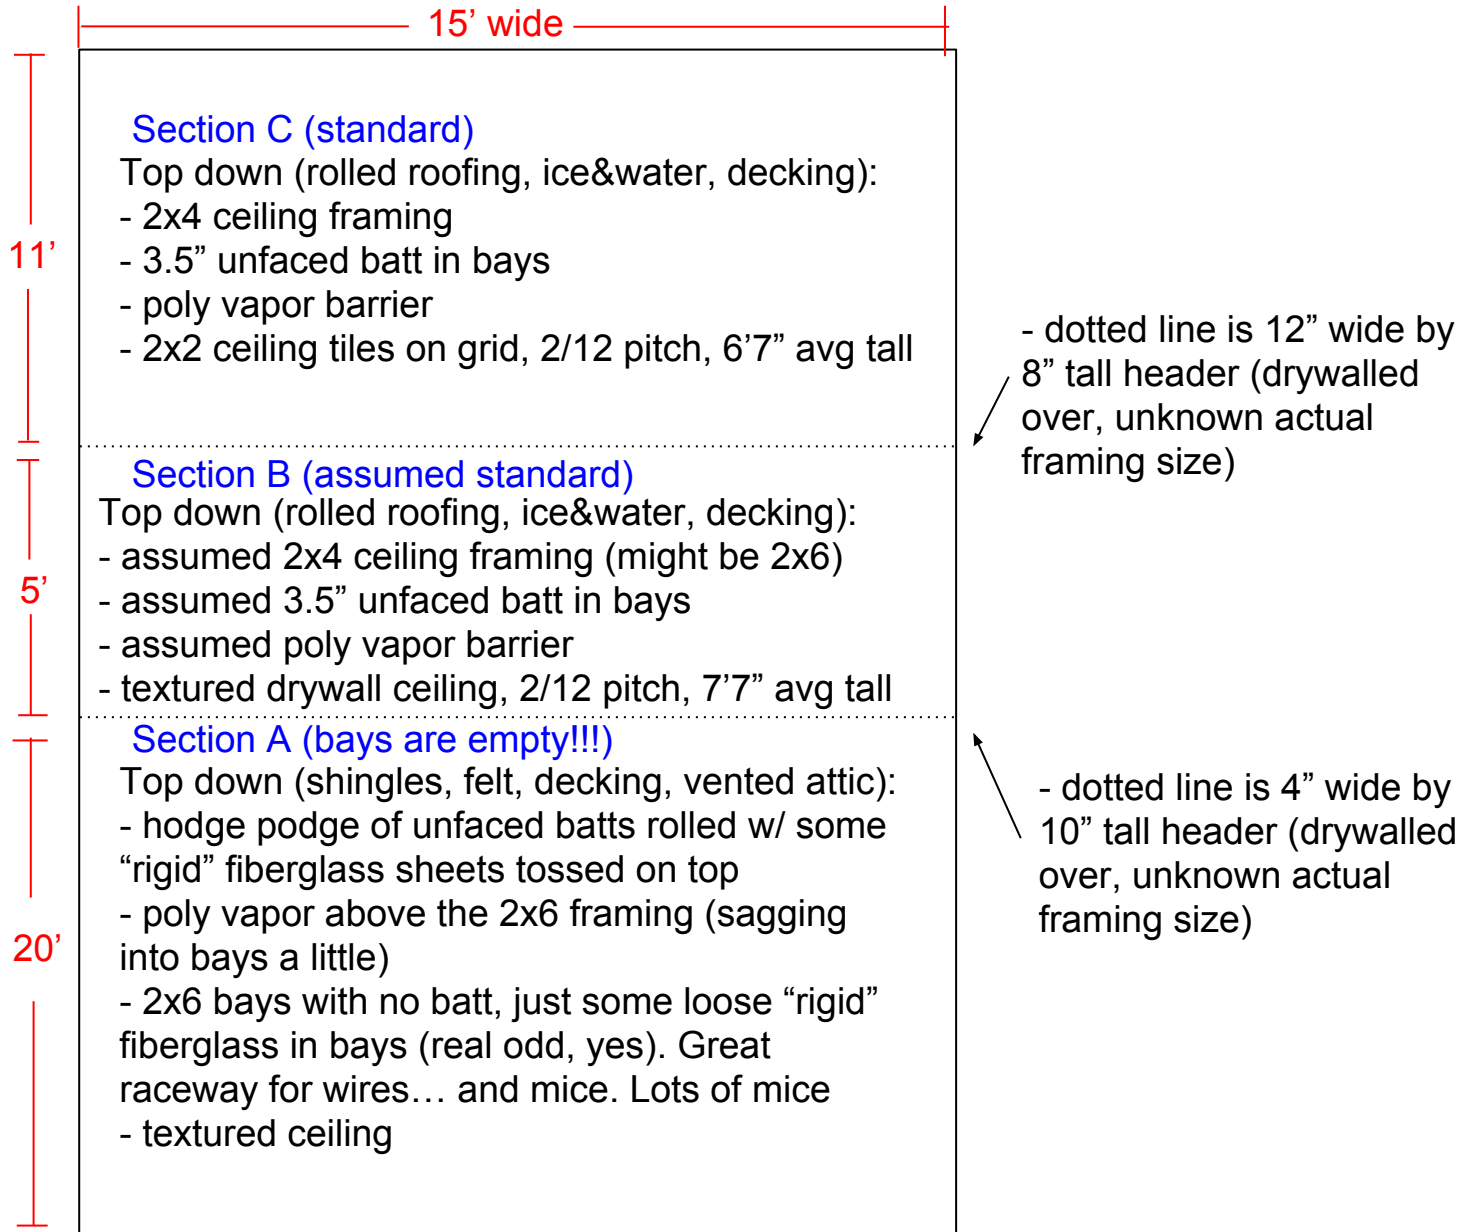 15’ wide
Section C (standard)
Top down (rolled roofing, ice&water, decking):
- 2x4 ceiling framing
- 3.5” unfaced batt in bays
- poly vapor barrier
- 2x2 ceiling tiles on grid, 2/12 pitch, 6’7” avg tall
11’
- dotted line is 12” wide by
8” tall header (drywalled
over, unknown actual
framing size)
Section B (assumed standard)
Top down (rolled roofing, ice&water, decking):
- assumed 2x4 ceiling framing (might be 2x6)
- assumed 3.5” unfaced batt in bays
- assumed poly vapor barrier
- textured drywall ceiling, 2/12 pitch, 7’7” avg tall
5’
Section A (bays are empty!!!)
Top down (shingles, felt, decking, vented attic):
- hodge podge of unfaced batts rolled w/ some
“rigid” fiberglass sheets tossed on top
- poly vapor above the 2x6 framing (sagging
into bays a little)
- 2x6 bays with no batt, just some loose “rigid”
fiberglass in bays (real odd, yes). Great
raceway for wires… and mice. Lots of mice
- textured ceiling
20’
- dotted line is 4” wide by
10” tall header (drywalled
over, unknown actual
framing size)